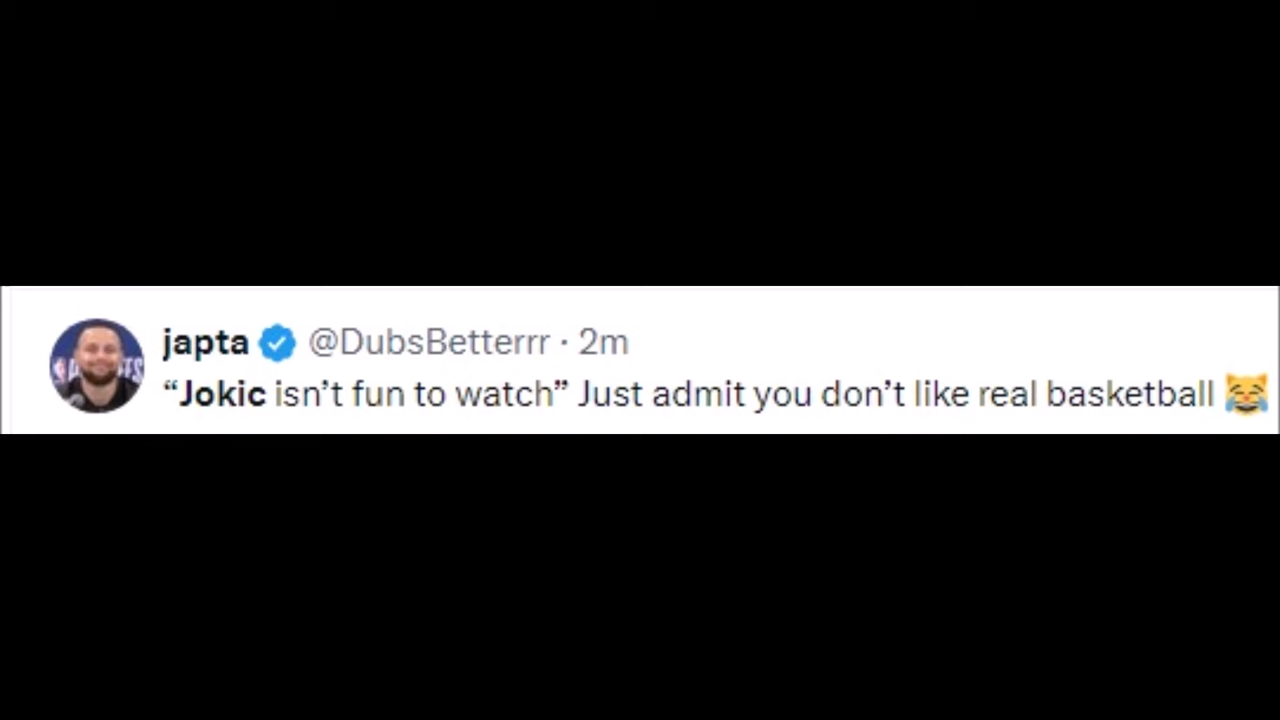 japta @DubsBetterrr · 2m
“Jokic isn’t fun to watch” Just admit you don’t like real basketball 😹